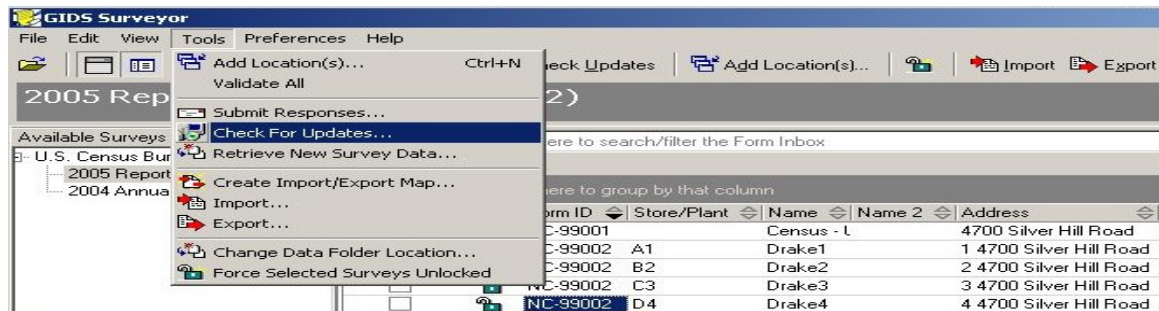 GIDS Surveyor
File Edit View Tools Preferences Help
Add Location(s)... Ctrl+N
Validate All
Submit Responses...
Check For Updates...
Retrieve New Survey Data...
Create Import/Export Map...
Import...
Export...
Change Data Folder Location...
Force Selected Surveys Unlocked
eck Updates Add Location(s)... Import Export
2005 Rep 2)
Available Surveys
U.S. Census Bur
2005 Report
2004 Annua
ere to search/filter the Form Inbox
ere to group by that column
rm ID Store/Plant Name Name 2 Address
C-99001 Census - U 4700 Silver Hill Road
C-99002 A1 Drake1 1 4700 Silver Hill Road
C-99002 B2 Drake2 2 4700 Silver Hill Road
NC-99002 C3 Drake3 3 4700 Silver Hill Road
NC-99002 D4 Drake4 4 4700 Silver Hill Road